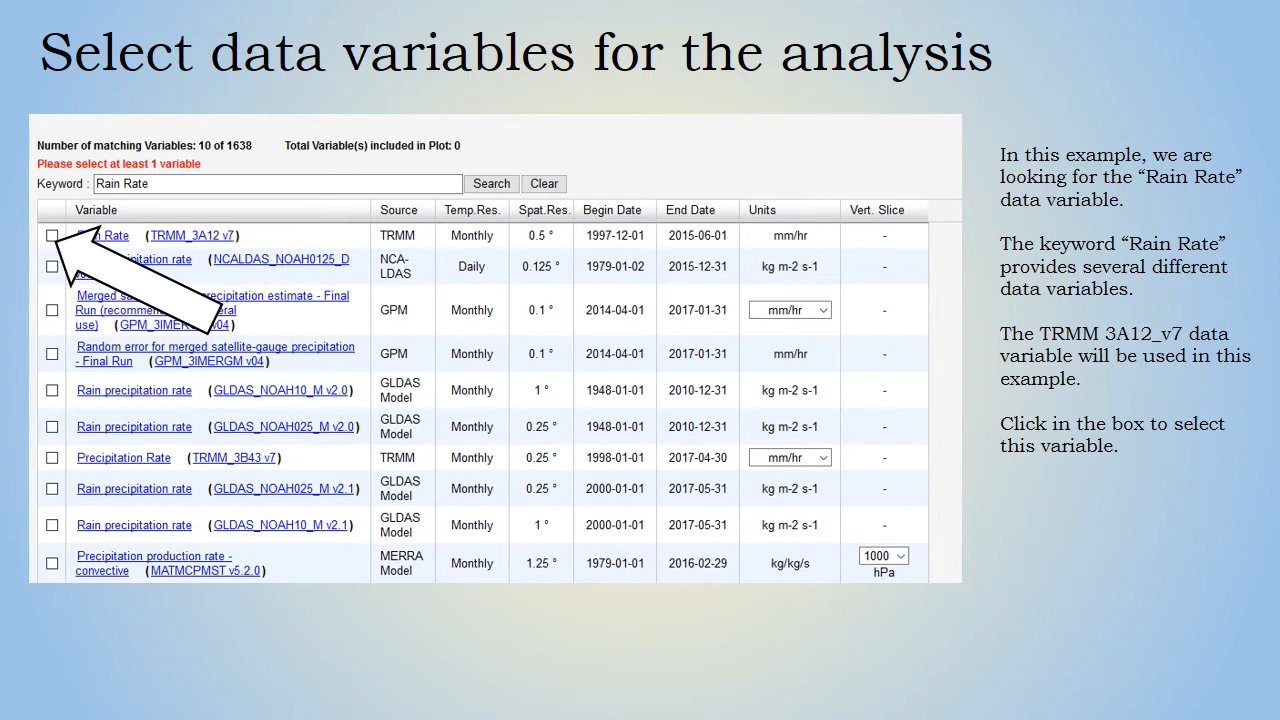 Select data variables for the analysis
Number of matching Variables: 10 of 1638 Total Variable(s) included in Plot: 0
Please select at least 1 variable
Keyword : Rain Rate Search Clear
Variable Source Temp.Res. Spat.Res. Begin Date End Date Units Vert. Slice
Rate (TRMM_3A12 v7) TRMM Monthly 0.5 ° 1997-12-01 2015-06-01 mm/hr -
precipitation rate (NCALDAS_NOAH0125_D NCA-
LDAS Daily 0.125 ° 1979-01-02 2015-12-31 kg m-2 s-1 -
Merged precipitation estimate - Final
Run (recommended eral
use) (GPM_3IMERGM v04) GPM Monthly 0.1 ° 2014-04-01 2017-01-31 mm/hr -
Random error for merged satellite-gauge precipitation
- Final Run (GPM_3IMERGM v04) GPM Monthly 0.1 ° 2014-04-01 2017-01-31 mm/hr -
Rain precipitation rate (GLDAS_NOAH10_M v2.0) GLDAS
Model Monthly 1 ° 1948-01-01 2010-12-31 kg m-2 s-1 -
Rain precipitation rate (GLDAS_NOAH025_M v2.0) GLDAS
Model Monthly 0.25 ° 1948-01-01 2010-12-31 kg m-2 s-1 -
Precipitation Rate (TRMM_3B43 v7) TRMM Monthly 0.25 ° 1998-01-01 2017-04-30 mm/hr -
Rain precipitation rate (GLDAS_NOAH025_M v2.1) GLDAS
Model Monthly 0.25 ° 2000-01-01 2017-05-31 kg m-2 s-1 -
Rain precipitation rate (GLDAS_NOAH10_M v2.1) GLDAS
Model Monthly 1 ° 2000-01-01 2017-05-31 kg m-2 s-1 -
Precipitation production rate -
convective (MATMCPMST v5.2.0) MERRA
Model Monthly 1.25 ° 1979-01-01 2016-02-29 kg/kg/s 1000
hPa
In this example, we are
looking for the “Rain Rate”
data variable.
The keyword “Rain Rate”
provides several different
data variables.
The TRMM 3A12_v7 data
variable will be used in this
example.
Click in the box to select
this variable.